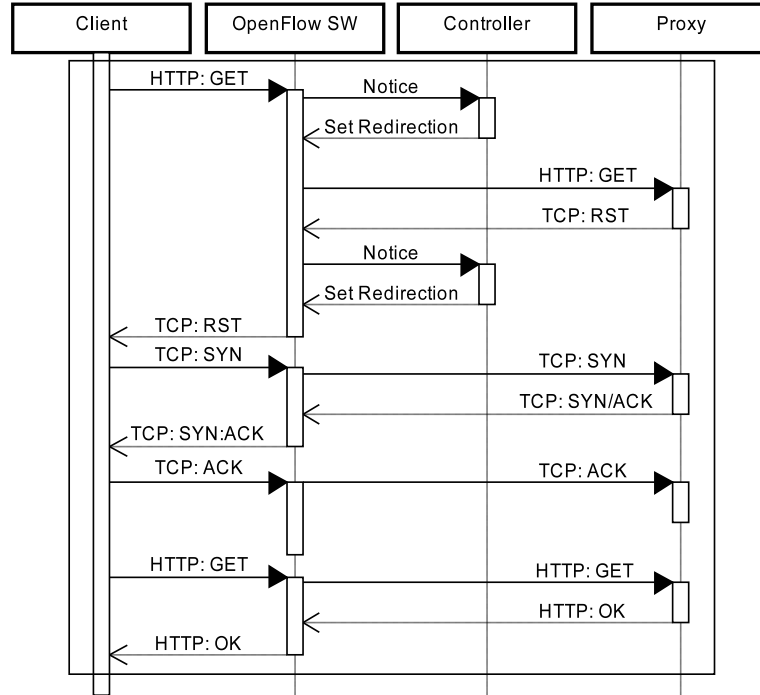 Client
OpenFlow SW
Controller
Proxy
HTTP: GET
Notice
Set Redirection
HTTP: GET
TCP: RST
Notice
Set Redirection
TCP: RST
TCP: SYN
TCP: SYN
TCP: SYN/ACK
TCP: SYN:ACK
TCP: ACK
TCP: ACK
HTTP: GET
HTTP: GET
HTTP: OK
HTTP: OK